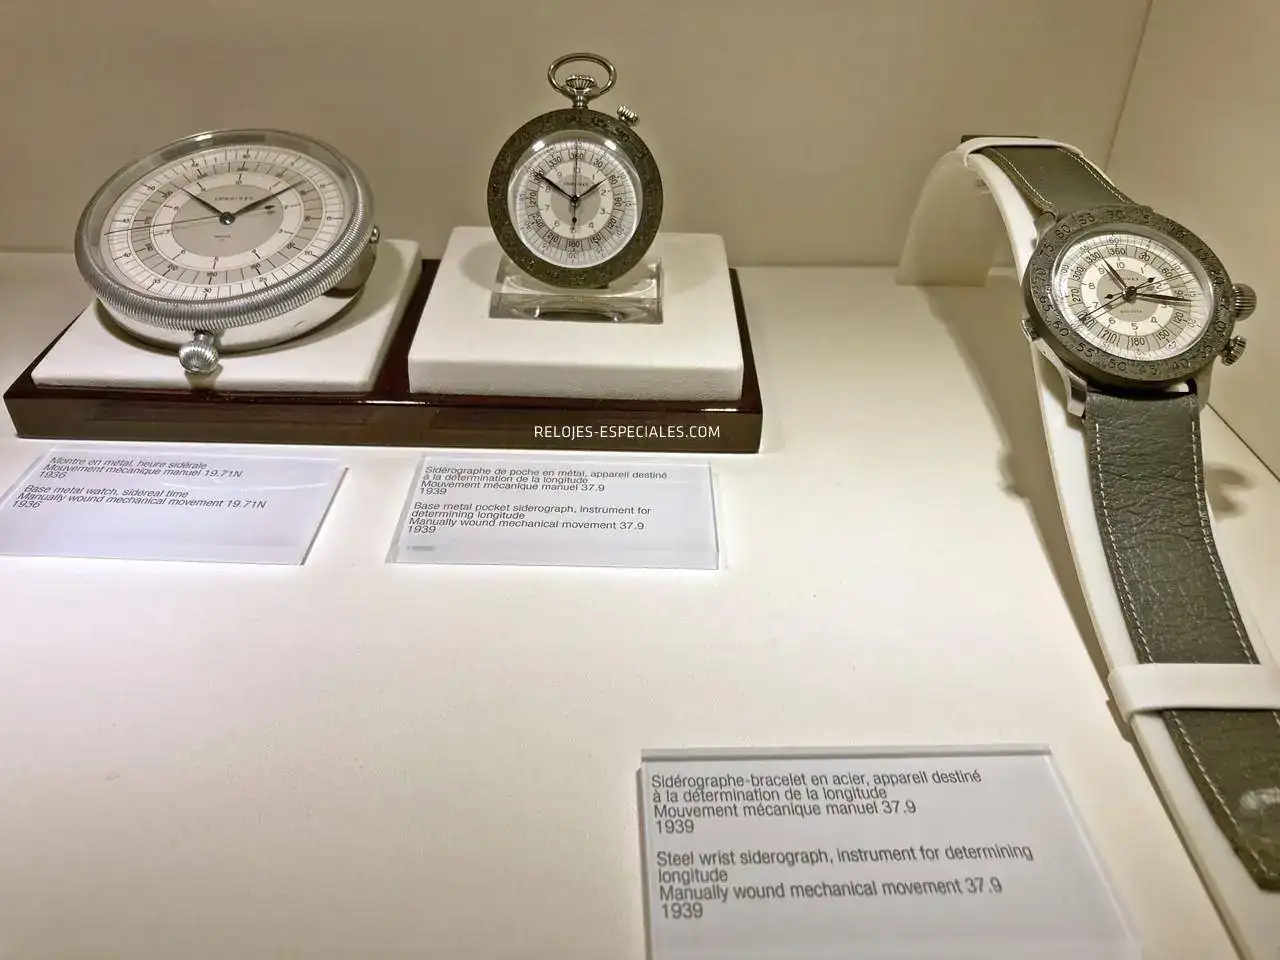 LONGINES
LONGINES
RELOJES-ESPECIALES.COM
Montre en métal, heure sidérale
Mouvement mécanique manuel 19.71N
1936
Base metal watch, sidereal time
Manually wound mechanical movement 19.71N
1936
Sidérographe de poche en métal, appareil destiné
à la détermination de la longitude
Mouvement mécanique manuel 37.9
1939
Base metal pocket siderograph, instrument for
determining longitude
Manually wound mechanical movement 37.9
1939
Sidérographe-bracelet en acier, appareil destiné
à la détermination de la longitude
Mouvement mécanique manuel 37.9
1939
Steel wrist siderograph, instrument for determining
longitude
Manually wound mechanical movement 37.9
1939